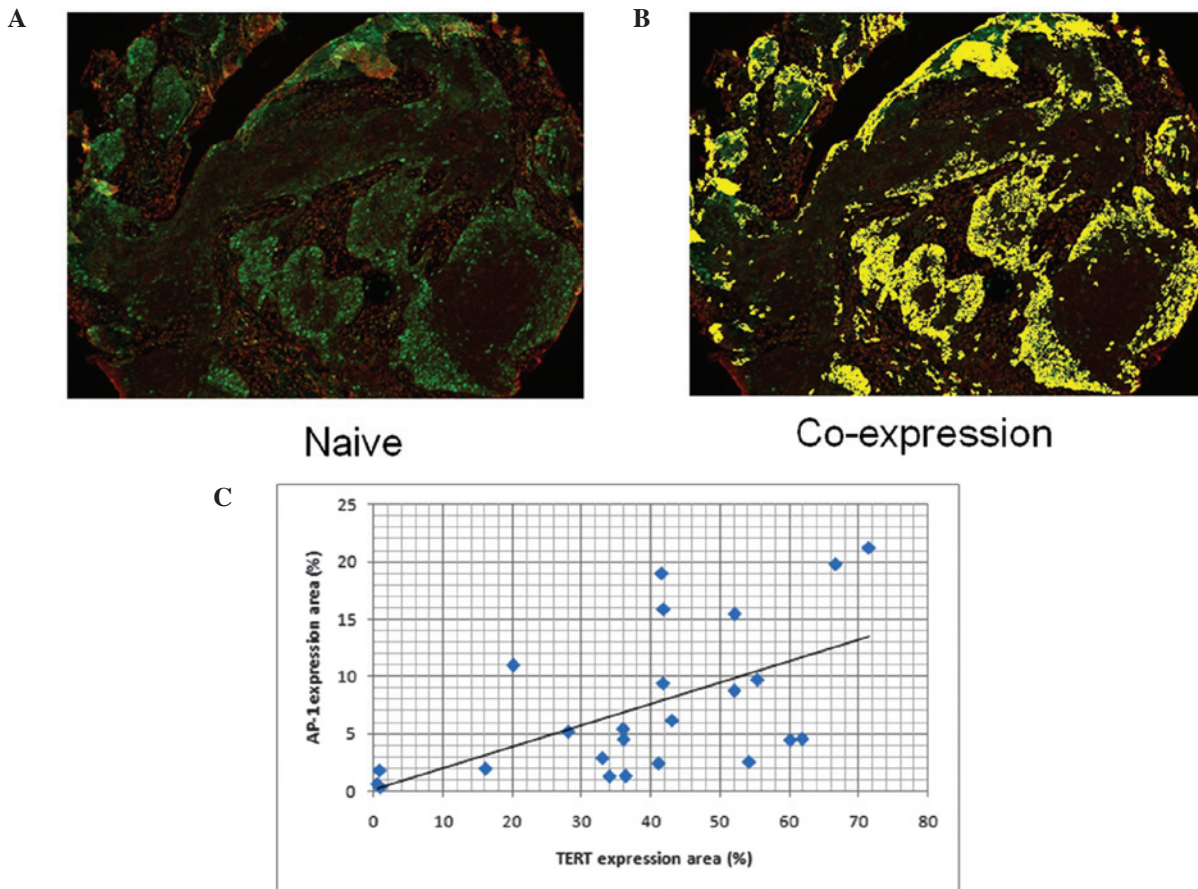 A
B
Naive
Co-expression
C
AP-1 expression area (%)
25
20
15
10
5
0
0 10 20 30 40 50 60 70 80
TERT expression area (%)